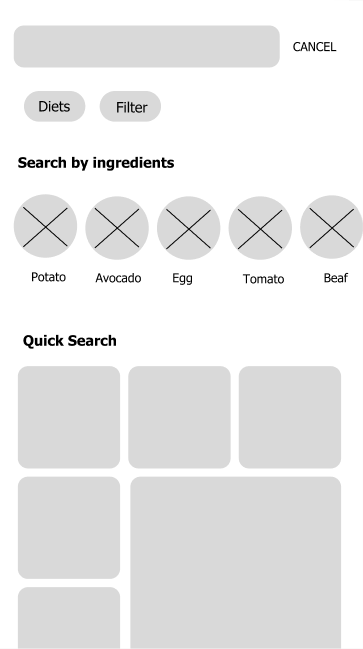 CANCEL
Diets Filter
Search by ingredients
Potato Avocado Egg Tomato Beaf
Quick Search